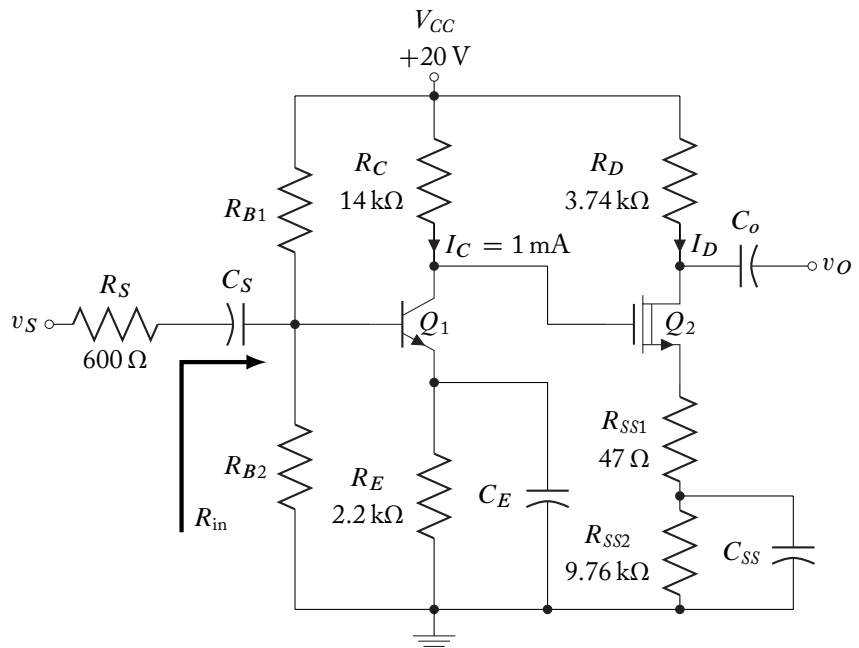 V_CC
+20 V
R_C
14 kΩ
R_D
3.74 kΩ
R_B1
C_o
I_C = 1 mA
I_D
v_O
R_S
C_S
v_S
600 Ω
Q_1
Q_2
R_SS1
47 Ω
R_B2
R_E
2.2 kΩ
C_E
R_in
R_SS2
9.76 kΩ
C_SS